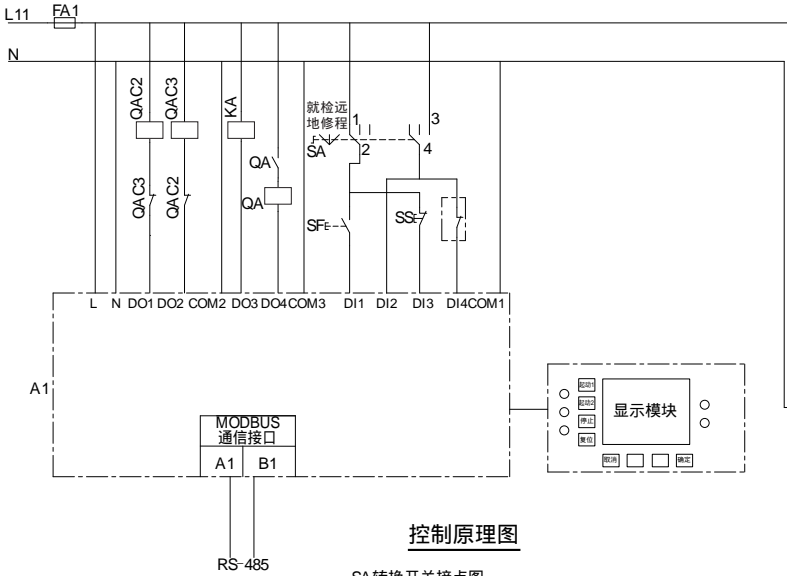 L11 FA1
N
QAC2
QAC3
KA
就检远
地修程
1
3
SA
2
4
QA
QA
QAC3
QAC2
SF
SS
L N DO1 DO2 COM2 DO3 DO4 COM3 DI1 DI2 DI3 DI4 COM1
A1
MODBUS
通信接口
A1 B1
RS-485
起动1
起动2
停止
复位
显示模块
取消
确定
控制原理图
SA转换开关接点图